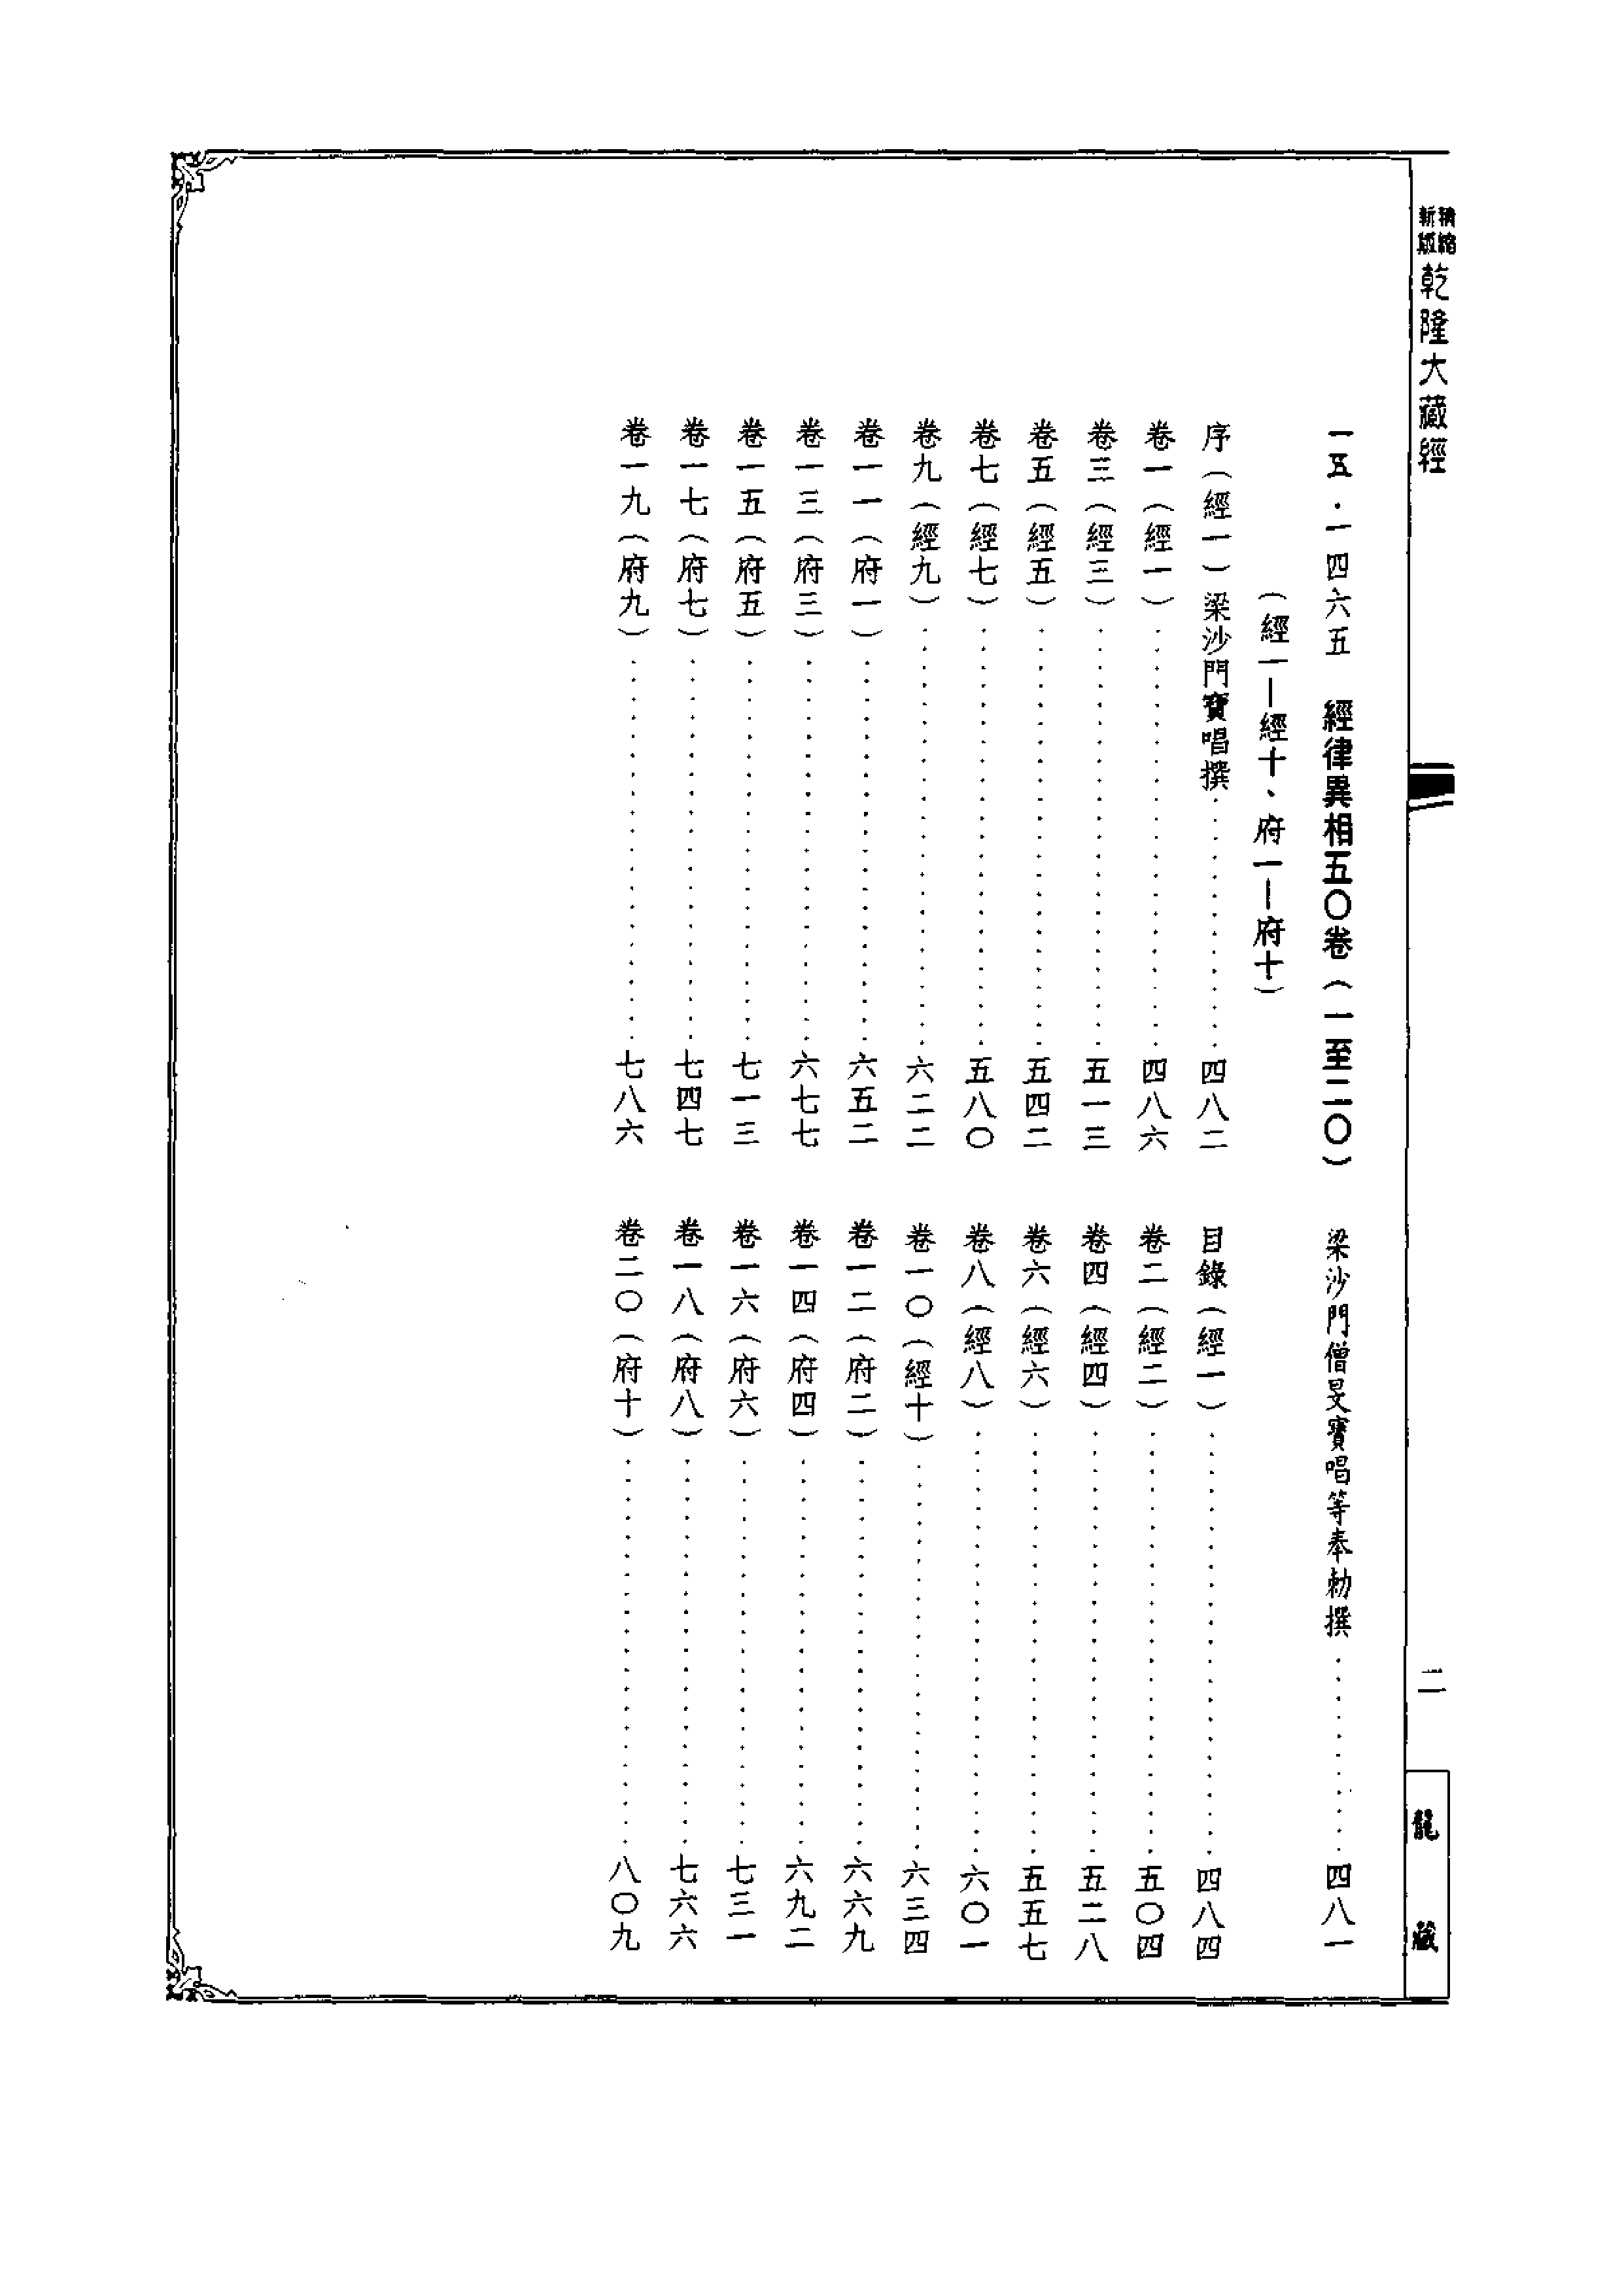 精縮新版 乾隆大藏經
二
龍藏
一五．一四六五　經律異相五〇卷（一至二〇）　梁沙門僧旻寶唱等奉勅撰………四八一
（經一—經十、府一—府十）
序（經一）梁沙門寶唱撰………四八二　目錄（經一）………四八四
卷一（經一）………四八六　卷二（經二）………五〇四
卷三（經三）………五一三　卷四（經四）………五二八
卷五（經五）………五四二　卷六（經六）………五五七
卷七（經七）………五八〇　卷八（經八）………六〇一
卷九（經九）………六二二　卷一〇（經十）………六三四
卷一一（府一）………六五二　卷一二（府二）………六六九
卷一三（府三）………六七七　卷一四（府四）………六九二
卷一五（府五）………七一三　卷一六（府六）………七三一
卷一七（府七）………七四七　卷一八（府八）………七六六
卷一九（府九）………七八六　卷二〇（府十）………八〇九